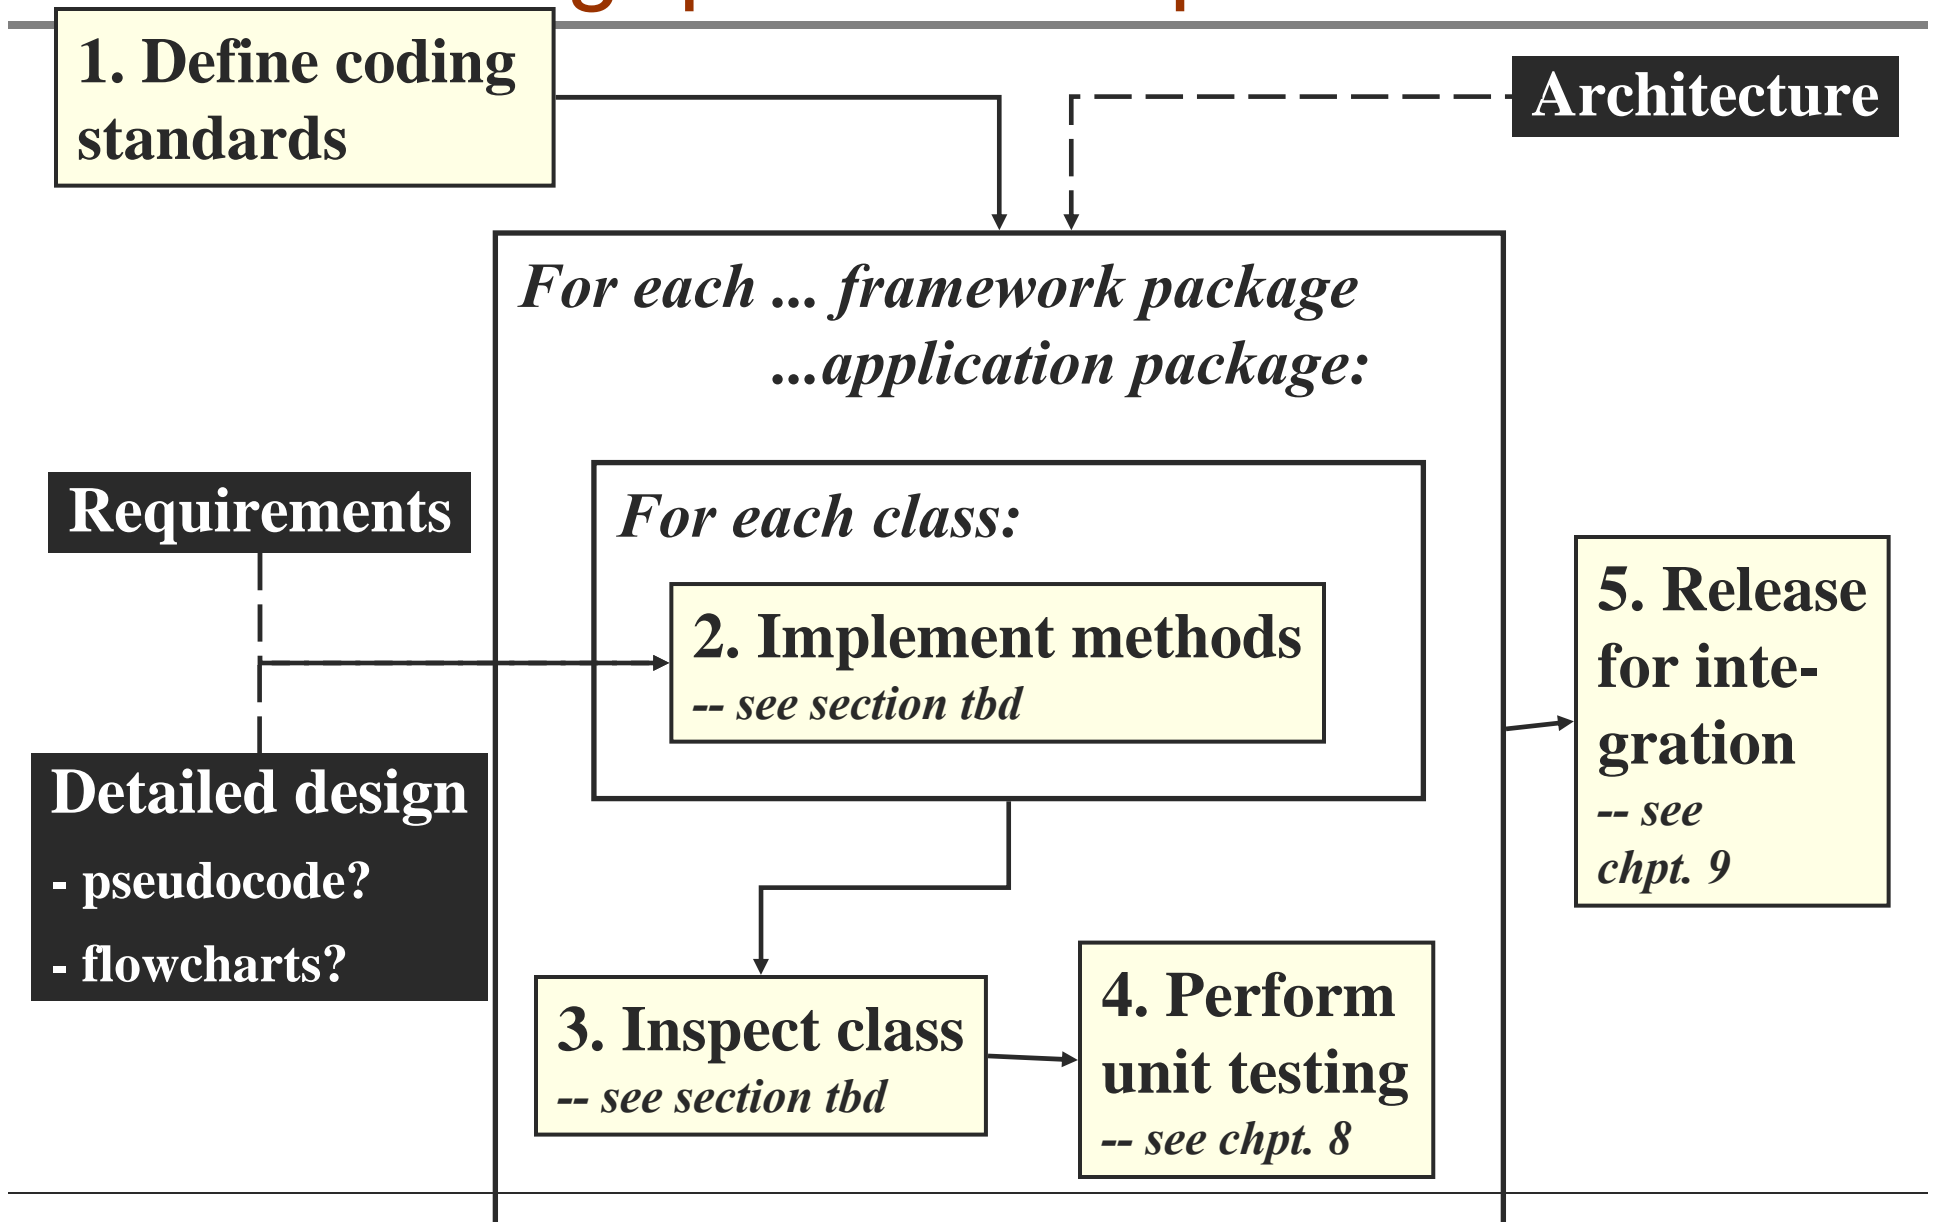 1. Define coding
standards
Architecture
For each ... framework package
...application package:
Requirements
For each class:
2. Implement methods
-- see section tbd
Detailed design
- pseudocode?
- flowcharts?
5. Release
for inte-
gration
-- see
chpt. 9
3. Inspect class
-- see section tbd
4. Perform
unit testing
-- see chpt. 8